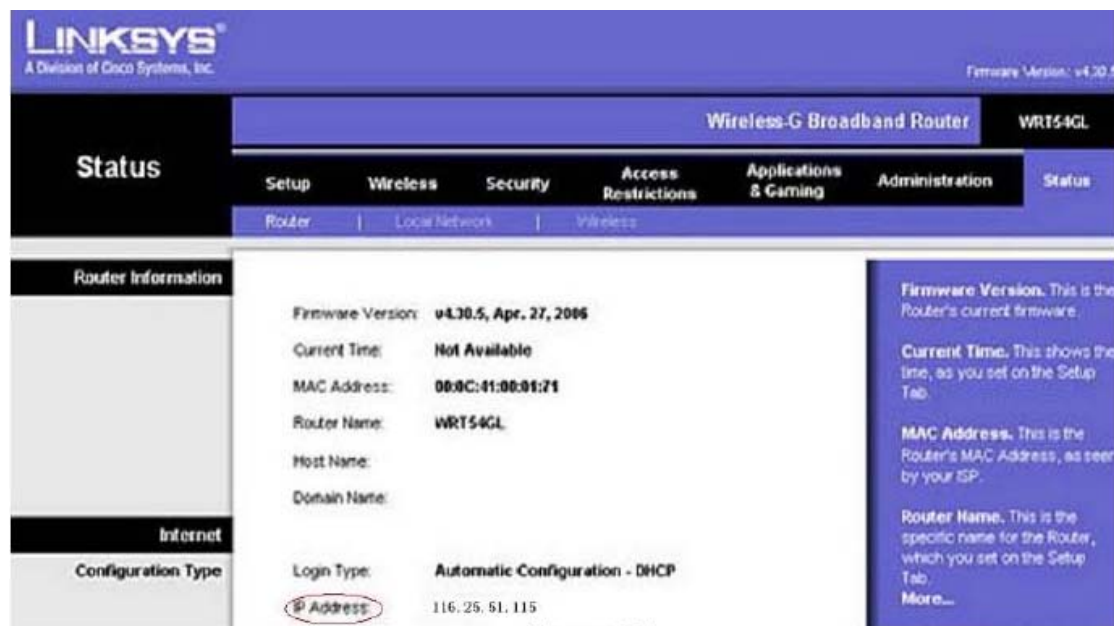 LINKSYS®
A Division of Cisco Systems, Inc.
Firmware Version: v4.30.5
Wireless-G Broadband Router WRT54GL
Status
Setup Wireless Security Access Restrictions Applications & Gaming Administration Status
Router | Local Network | Wireless
Router Information
Firmware Version: v4.30.5, Apr. 27, 2006
Current Time: Not Available
MAC Address: 00:0C:41:00:01:71
Router Name: WRT54GL
Host Name:
Domain Name:
Internet
Configuration Type
Login Type: Automatic Configuration - DHCP
IP Address: 116.25.51.115
Firmware Version. This is the
Router's current firmware.
Current Time. This shows the
time, as you set on the Setup
Tab.
MAC Address. This is the
Router's MAC Address, as seen
by your ISP.
Router Name. This is the
specific name for the Router,
which you set on the Setup
Tab.
More...